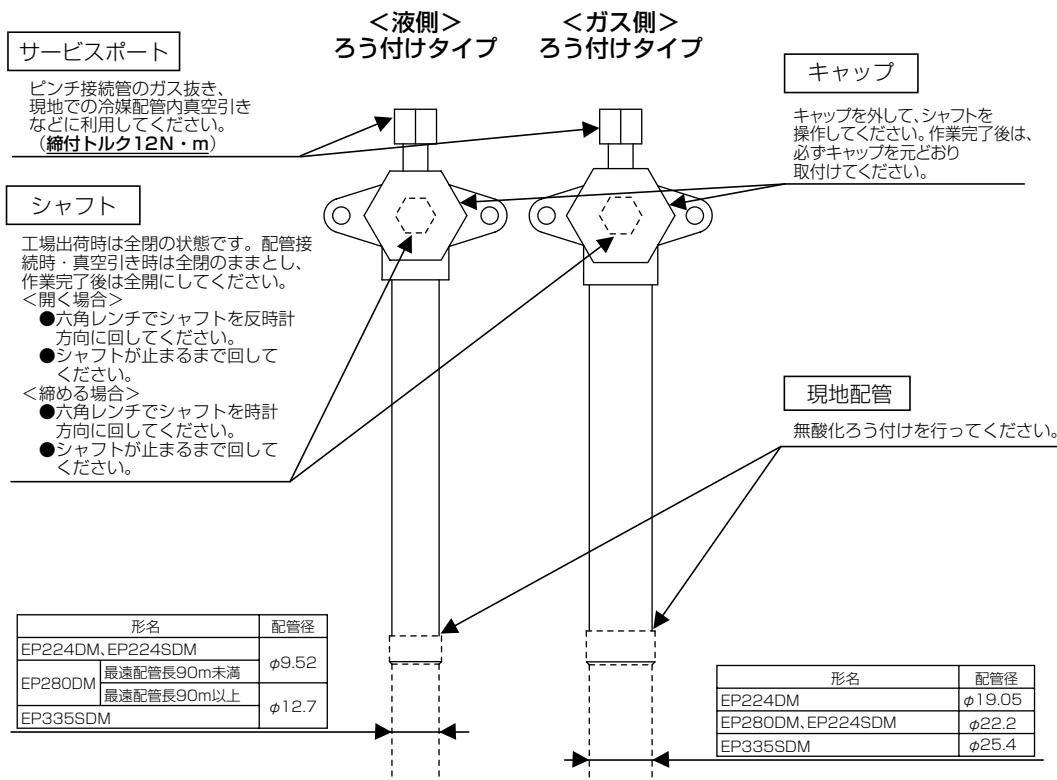 ＜液側＞
ろう付けタイプ
＜ガス側＞
ろう付けタイプ
サービスポート
ピンチ接続管のガス抜き、
現地での冷媒配管内真空引き
などに利用してください。
（締付トルク12N・m）
キャップ
キャップを外して、シャフトを
操作してください。作業完了後は、
必ずキャップを元どおり
取付けてください。
シャフト
工場出荷時は全閉の状態です。配管接
続時・真空引き時は全閉のままとし、
作業完了後は全開にしてください。
＜開く場合＞
●六角レンチでシャフトを反時計
方向に回してください。
●シャフトが止まるまで回して
ください。
＜締める場合＞
●六角レンチでシャフトを時計
方向に回してください。
●シャフトが止まるまで回して
ください。
現地配管
無酸化ろう付けを行ってください。
形名 配管径
EP224DM、EP224SDM φ9.52
EP280DM 最遠配管長90m未満
最遠配管長90m以上 φ12.7
EP335SDM
形名 配管径
EP224DM φ19.05
EP280DM、EP224SDM φ22.2
EP335SDM φ25.4